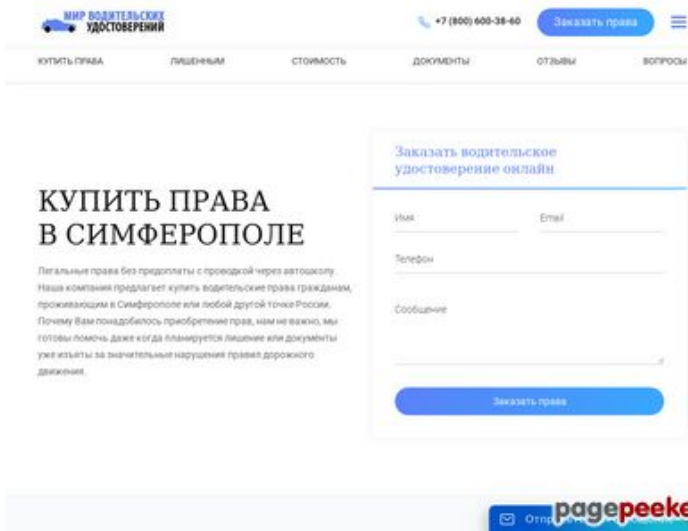 МИР ВОДИТЕЛЬСКИХ
УДОСТОВЕРЕНИЙ
+7 (800) 600-38-60
Заказать права
КУПИТЬ ПРАВА
ЛИШЕННЫМ
СТОИМОСТЬ
ДОКУМЕНТЫ
ОТЗЫВЫ
ВОПРОСЫ
КУПИТЬ ПРАВА
В СИМФЕРОПОЛЕ
Легальные права без предоплаты с проводкой через автошколу.
Наша компания предлагает купить водительские права гражданам,
проживающим в Симферополе или любой другой точке России.
Почему Вам понадобилось приобретение прав, нам не важно, мы
готовы помочь даже когда планируется лишение или документы
уже изъяты за значительные нарушения правил дорожного
движения.
Заказать водительское
удостоверение онлайн
Имя
Email
Телефон
Сообщение
Заказать права
pagepeeke